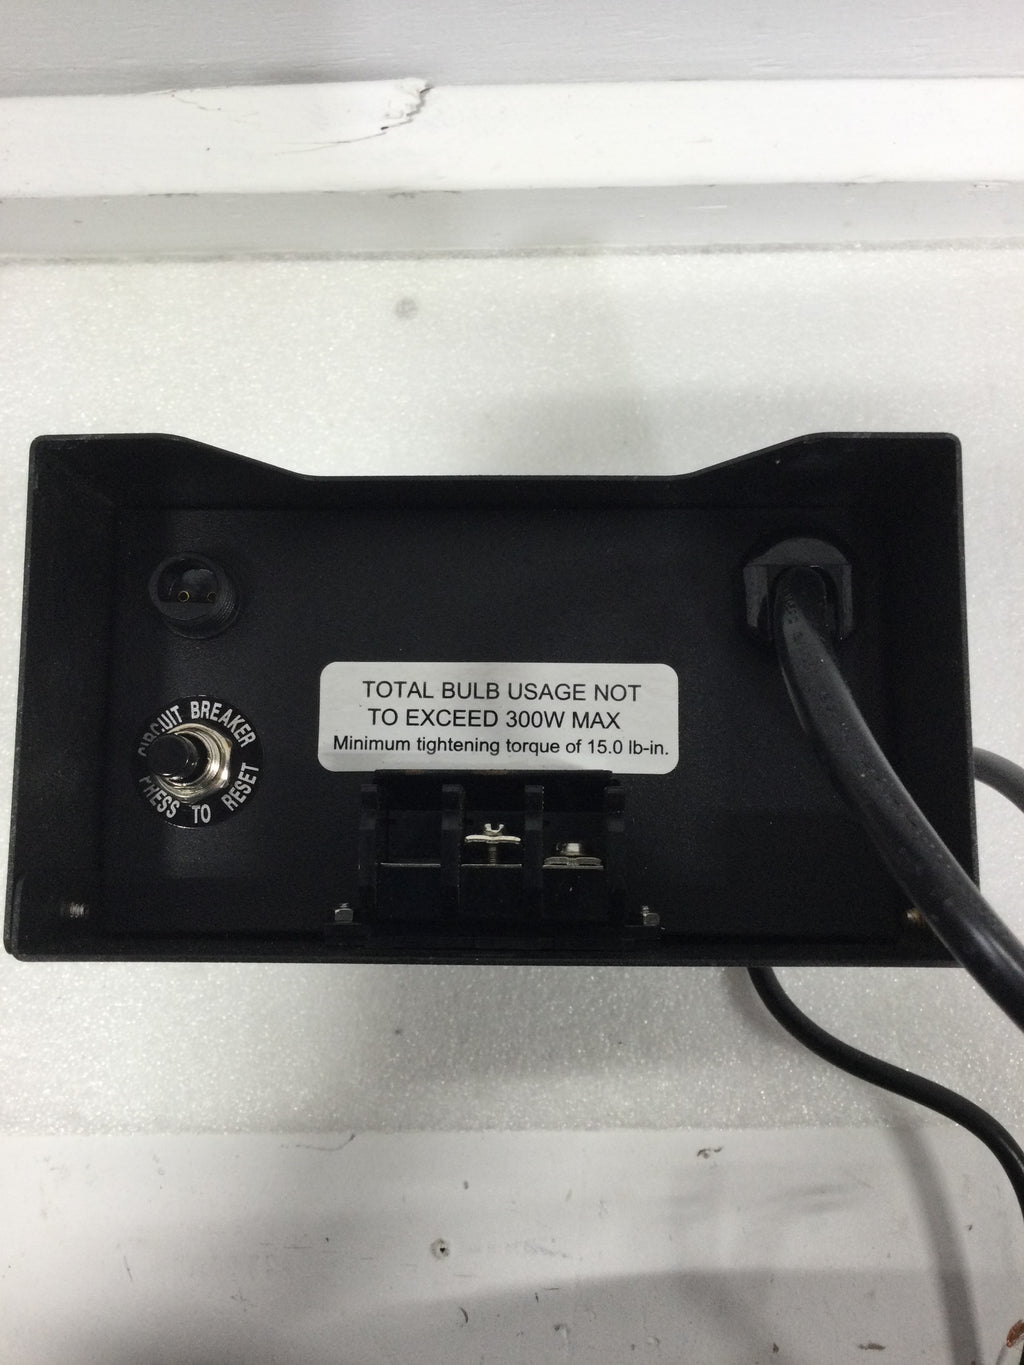 CIRCUIT BREAKER
PRESS TO RESET
TOTAL BULB USAGE NOT
TO EXCEED 300W MAX
Minimum tightening torque of 15.0 lb-in.